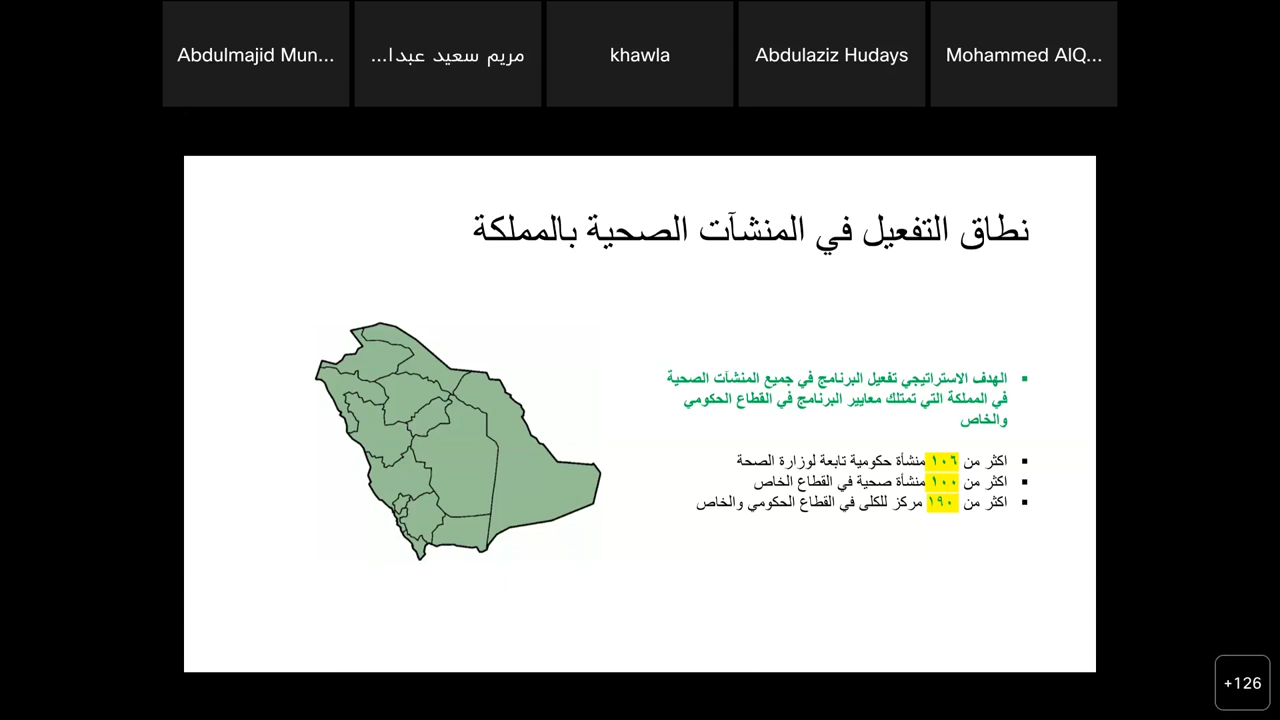 Abdulmajid Mun...
مريم سعيد عبدا...
khawla
Abdulaziz Hudays
Mohammed AlQ...
نطاق التفعيل في المنشآت الصحية بالمملكة
▪ الهدف الاستراتيجي تفعيل البرنامج في جميع المنشآت الصحية
في المملكة التي تمتلك معايير البرنامج في القطاع الحكومي
والخاص
▪ اكثر من ١٠٦ منشأة حكومية تابعة لوزارة الصحة
▪ اكثر من ١٠٠ منشأة صحية في القطاع الخاص
▪ اكثر من ١٩٠ مركز للكلى في القطاع الحكومي والخاص
+126